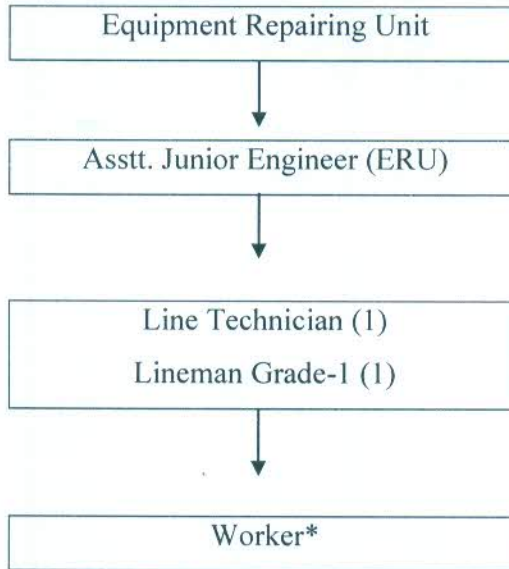 Equipment Repairing Unit
Asstt. Junior Engineer (ERU)
Line Technician (1)
Lineman Grade-1 (1)
Worker*